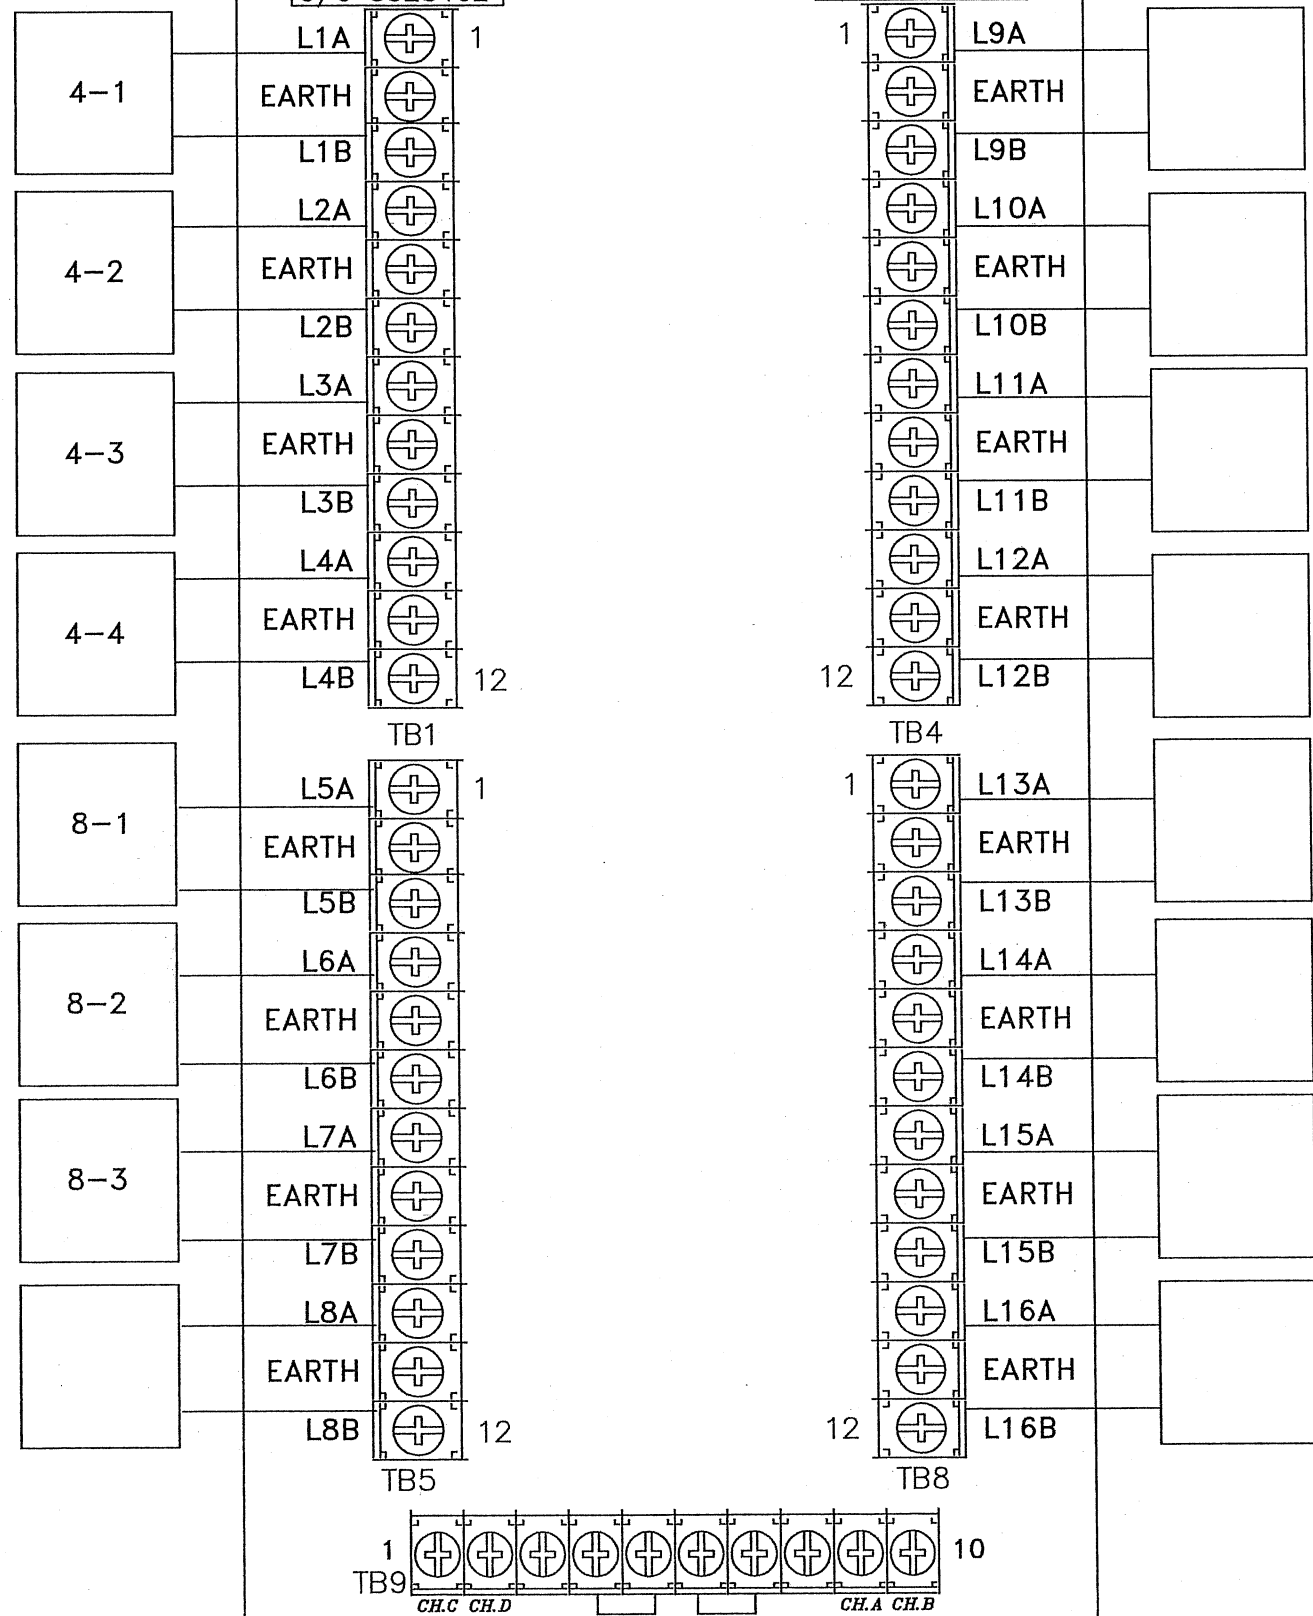 L1A 1
4-1
EARTH
L1B
L2A
4-2
EARTH
L2B
L3A
4-3
EARTH
L3B
L4A
4-4
EARTH
L4B 12
TB1
L5A 1
8-1
EARTH
L5B
L6A
8-2
EARTH
L6B
L7A
8-3
EARTH
L7B
L8A
EARTH
L8B 12
TB5
1 L9A
EARTH
L9B
L10A
EARTH
L10B
L11A
EARTH
L11B
L12A
EARTH
12 L12B
TB4
1 L13A
EARTH
L13B
L14A
EARTH
L14B
L15A
EARTH
L15B
L16A
EARTH
12 L16B
TB8
1 10
TB9
CH.C CH.D CH.A CH.B